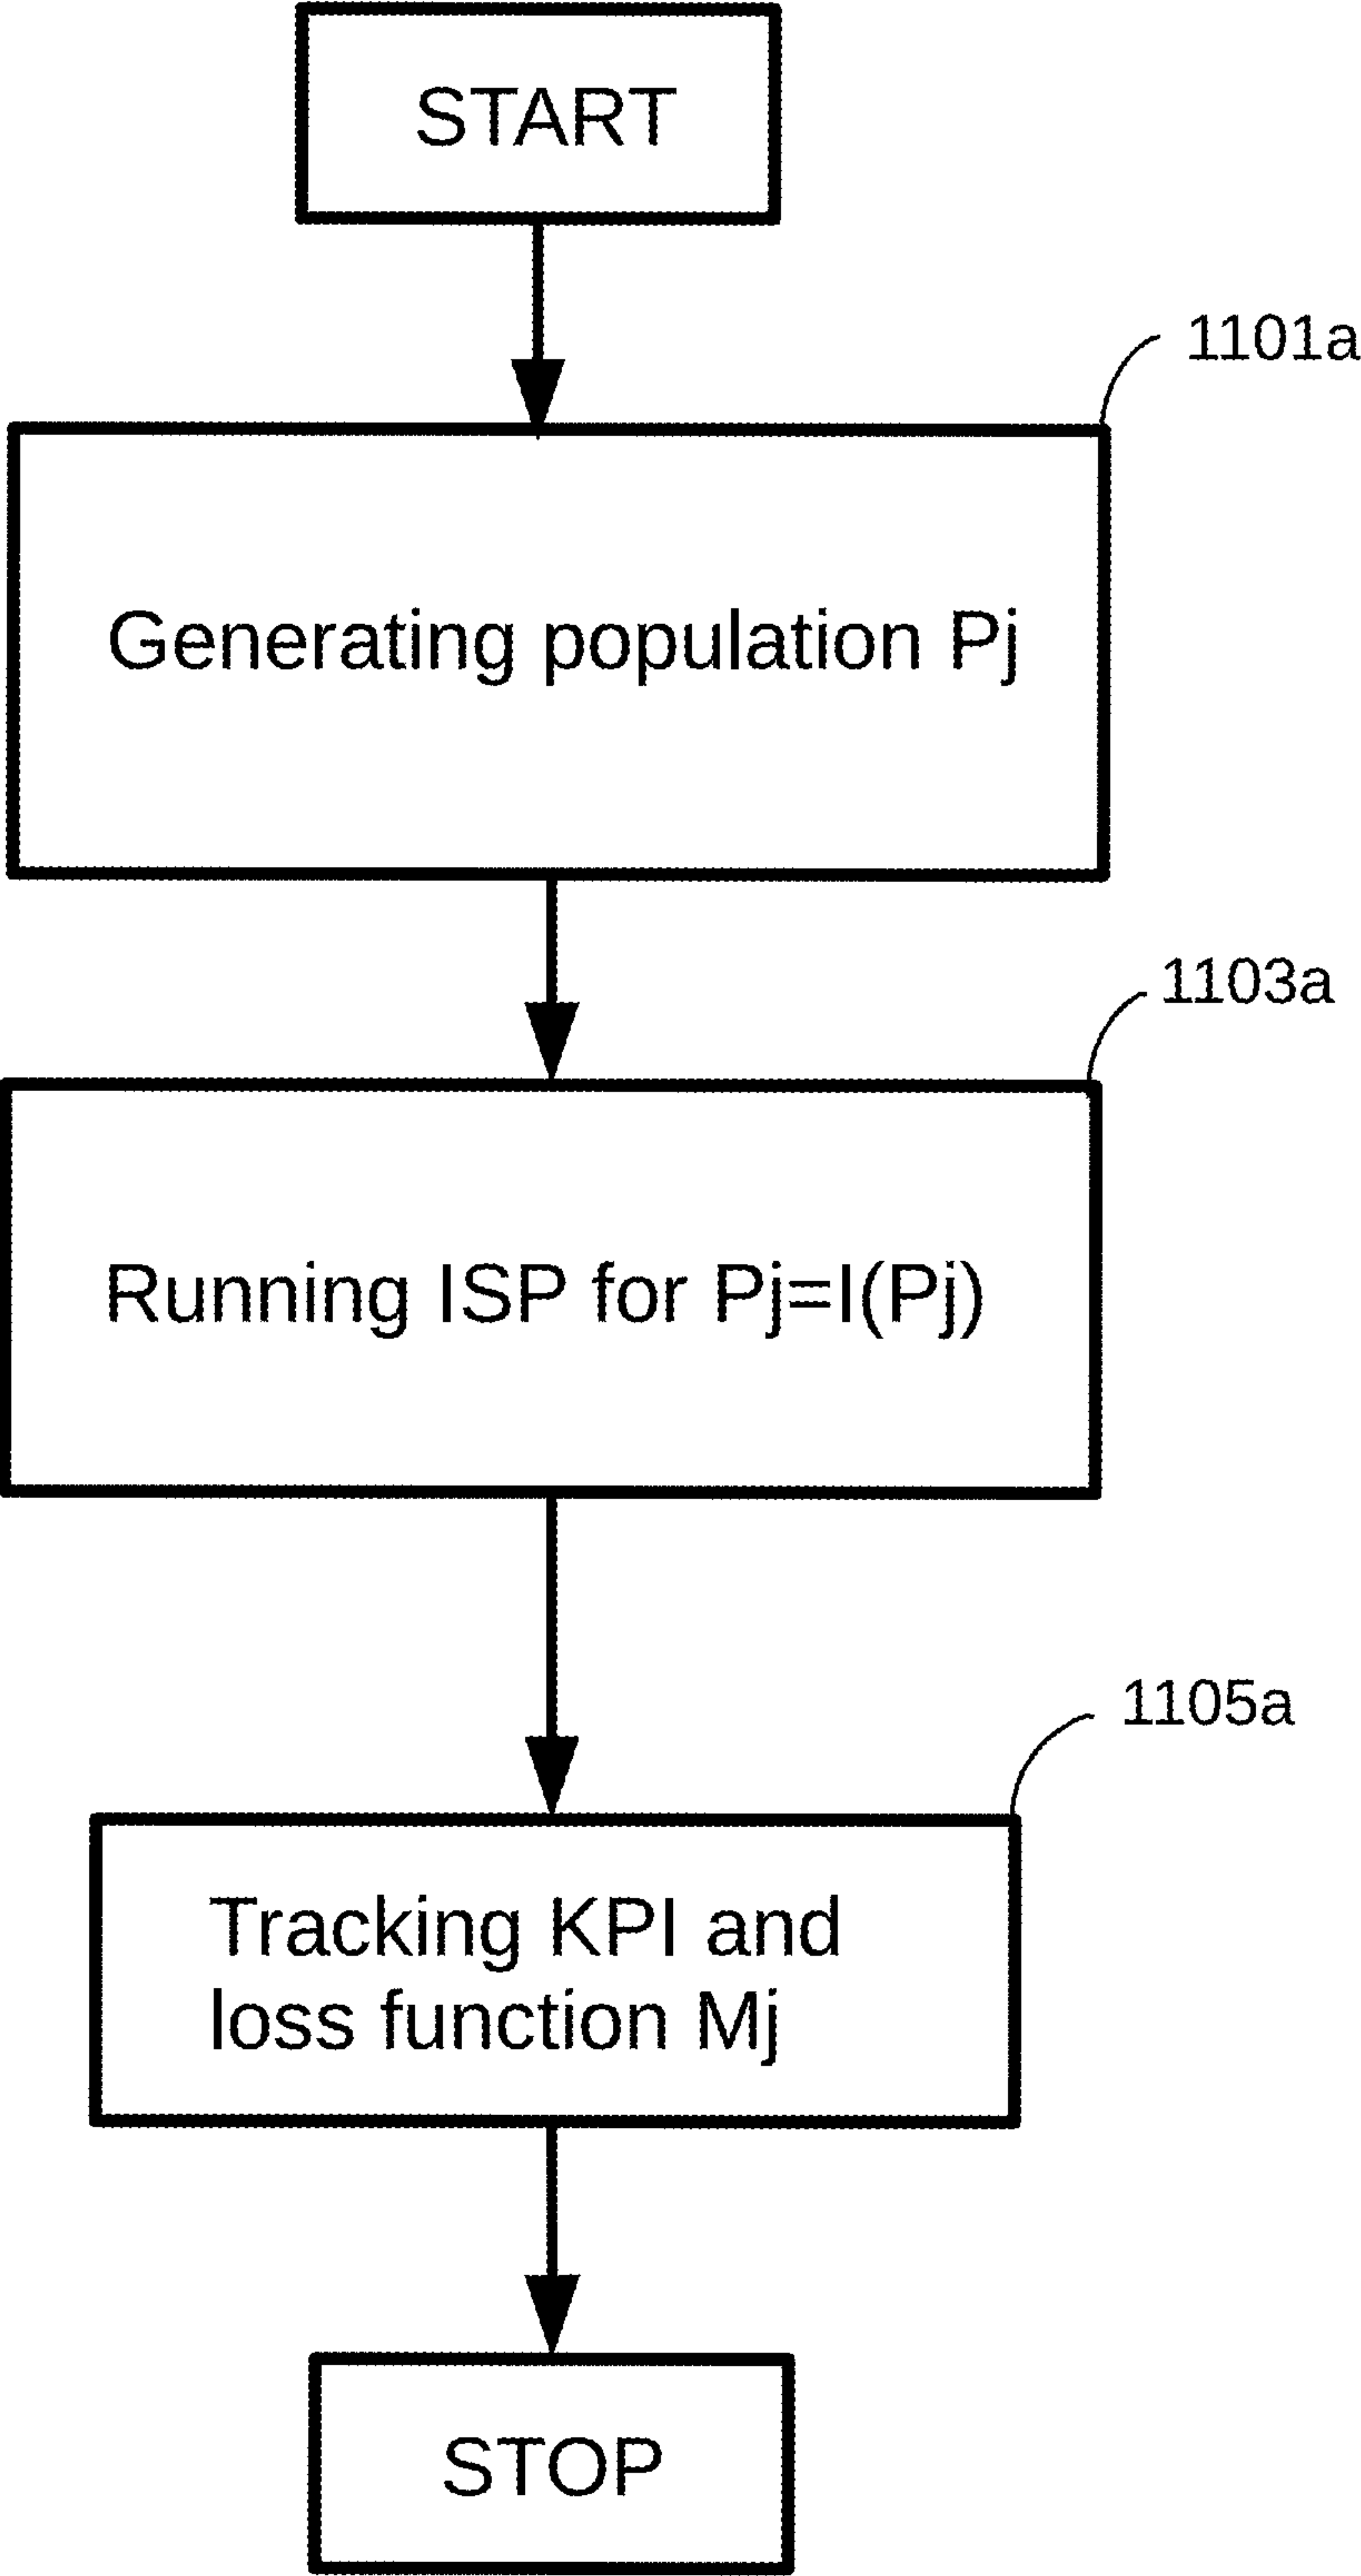 START
1101a
Generating population Pj
1103a
Running ISP for Pj=I(Pj)
1105a
Tracking KPI and
loss function Mj
STOP